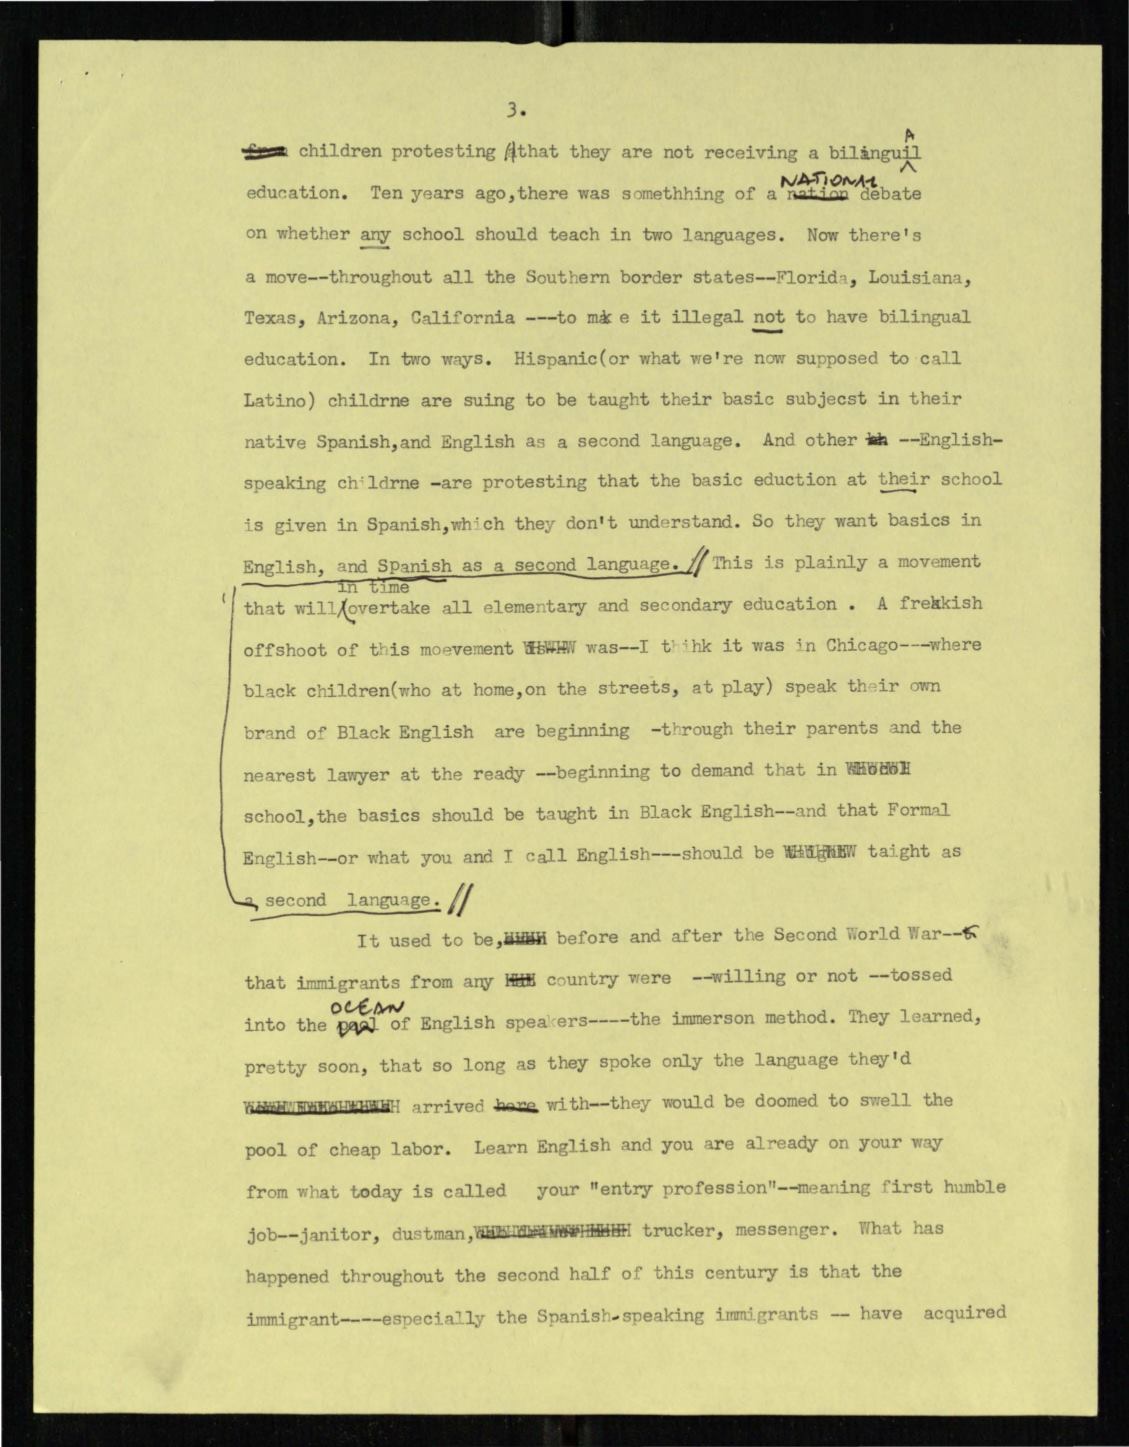 3.
children protesting that they are not receiving a bilinguial
education.  Ten years ago,there was somethhing of a NATIONAL nation debate
on whether any school should teach in two languages.  Now there's
a move--throughout all the Southern border states--Florida, Louisiana,
Texas, Arizona, California ---to mak e it illegal not to have bilingual
education.  In two ways.  Hispanic(or what we're now supposed to call
Latino) childrne are suing to be taught their basic subjecst in their
native Spanish,and English as a second language.  And other --English-
speaking childrne -are protesting that the basic eduction at their school
is given in Spanish,which they don't understand. So they want basics in
English, and Spanish as a second language. // This is plainly a movement
in time
that will overtake all elementary and secondary education .  A frekkish
offshoot of this moevement was--I thihk it was in Chicago---where
black children(who at home,on the streets, at play) speak their own
brand of Black English  are beginning  -through their parents and the
nearest lawyer at the ready --beginning to demand that in
school,the basics should be taught in Black English--and that Formal
English--or what you and I call English---should be taight as
a second  language. //
It used to be, before and after the Second World War--
that immigrants from any country were  --willing or not --tossed
OCEAN
into the pool of English speakers----the immerson method. They learned,
pretty soon, that so long as they spoke only the language they'd
arrived here with--they would be doomed to swell the
pool of cheap labor.  Learn English and you are already on your way
from what today is called   your "entry profession"--meaning first humble
job--janitor, dustman, trucker, messenger.  What has
happened throughout the second half of this century is that the
immigrant----especially the Spanish-speaking immigrants -- have  acquired